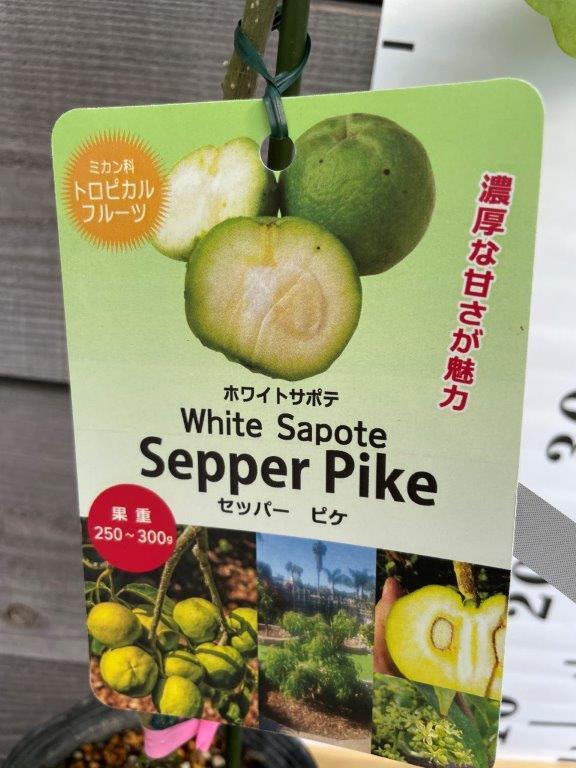 ミカン科
トロピカル
フルーツ
濃厚な甘さが魅力
ホワイトサポテ
White Sapote
Sepper Pike
セッパー ピケ
果重
250~300g